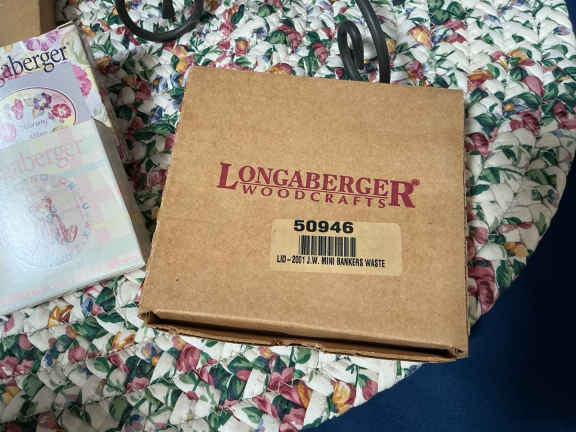 Longaberger
Longaberger
LONGABERGER®
WOODCRAFTS
50946
LID-2001 J.W. MINI BANKERS WASTE